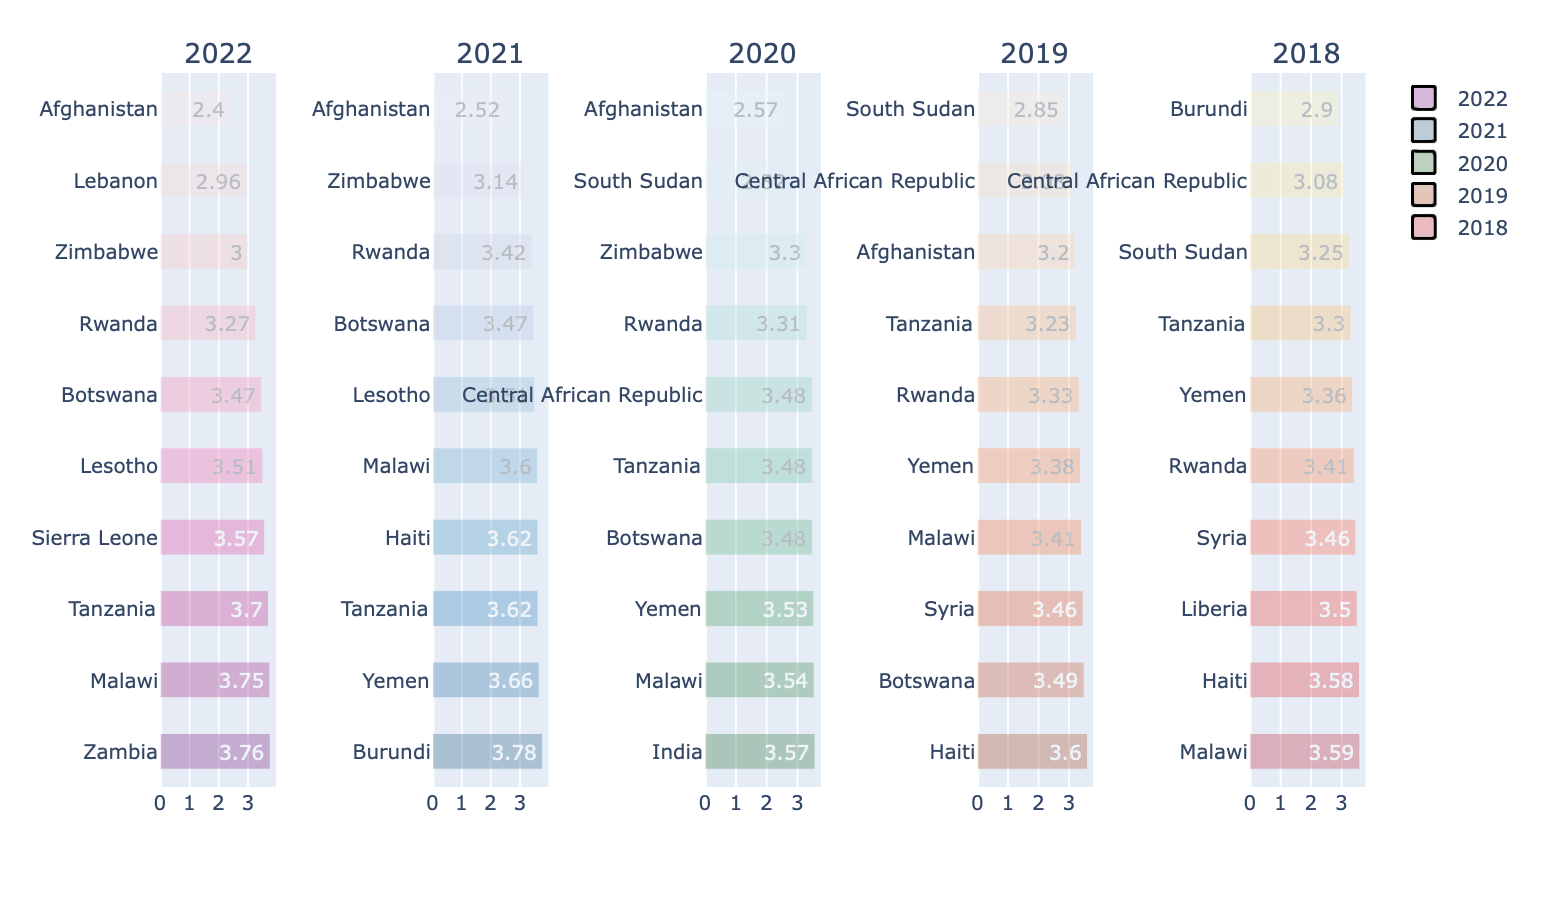 2022
Afghanistan 2.4
Lebanon 2.96
Zimbabwe 3
Rwanda 3.27
Botswana 3.47
Lesotho 3.51
Sierra Leone 3.57
Tanzania 3.7
Malawi 3.75
Zambia 3.76
0 1 2 3
2021
Afghanistan 2.52
Zimbabwe 3.14
Rwanda 3.42
Botswana 3.47
Lesotho
Malawi 3.6
Haiti 3.62
Tanzania 3.62
Yemen 3.66
Burundi 3.78
0 1 2 3
2020
Afghanistan 2.57
South Sudan
Zimbabwe 3.3
Rwanda 3.31
Central African Republic 3.48
Tanzania 3.48
Botswana 3.48
Yemen 3.53
Malawi 3.54
India 3.57
0 1 2 3
2019
South Sudan 2.85
Central African Republic
Afghanistan 3.2
Tanzania 3.23
Rwanda 3.33
Yemen 3.38
Malawi 3.41
Syria 3.46
Botswana 3.49
Haiti 3.6
0 1 2 3
2018
Burundi 2.9
Central African Republic 3.08
South Sudan 3.25
Tanzania 3.3
Yemen 3.36
Rwanda 3.41
Syria 3.46
Liberia 3.5
Haiti 3.58
Malawi 3.59
0 1 2 3
2022
2021
2020
2019
2018